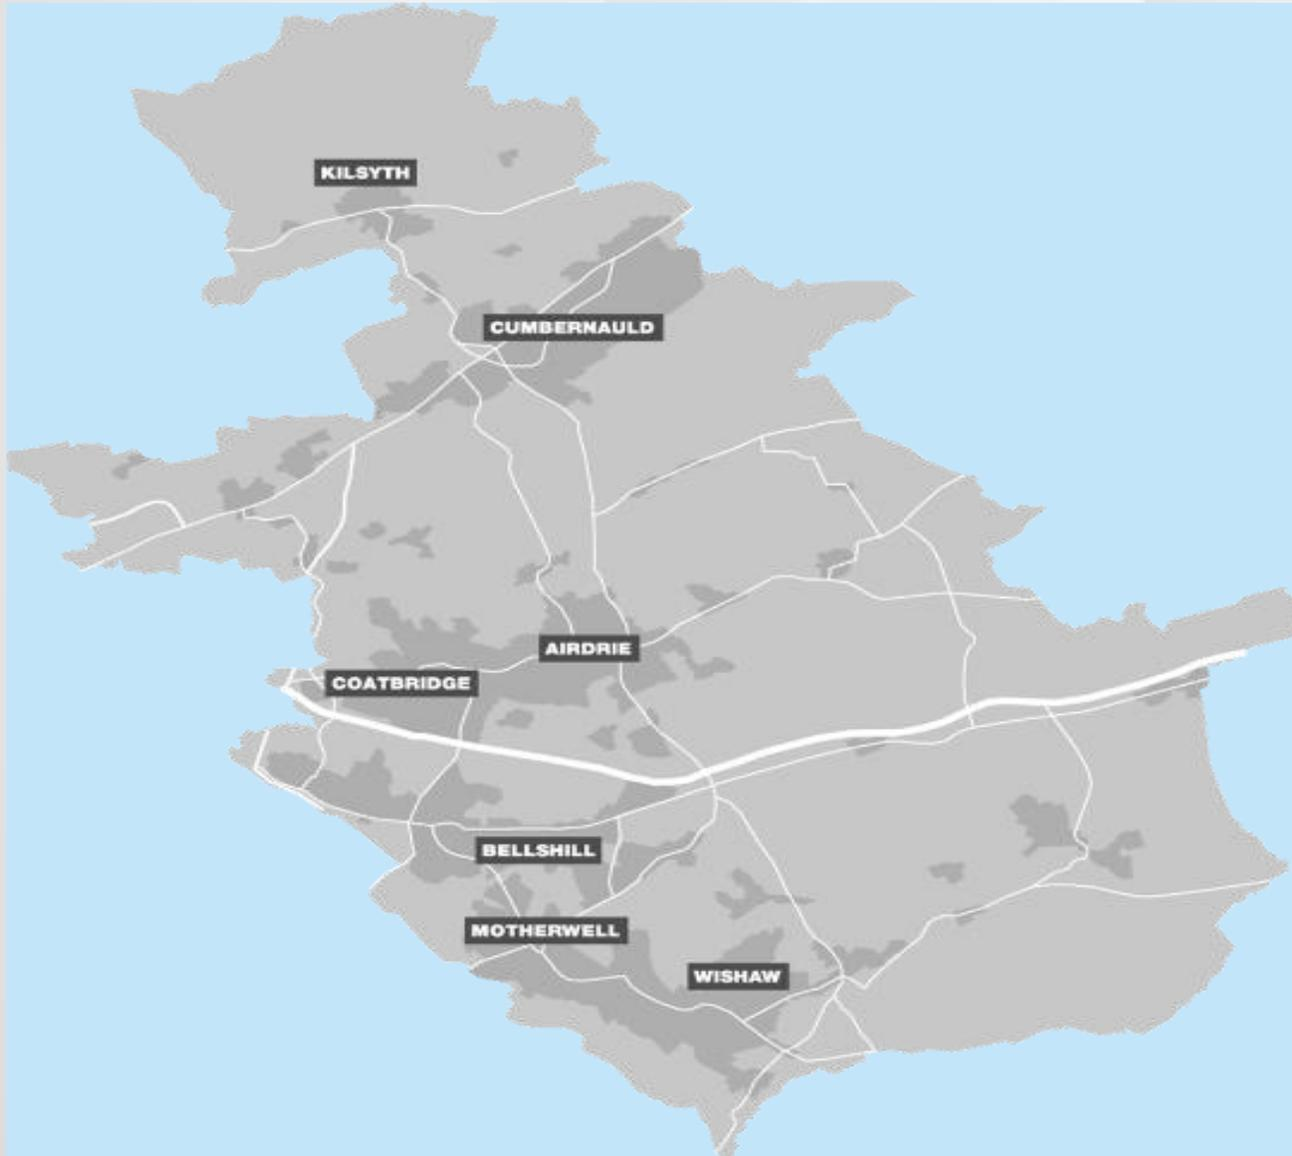 KILSYTH
CUMBERNAULD
AIRDRIE
COATBRIDGE
BELLSHILL
MOTHERWELL
WISHAW